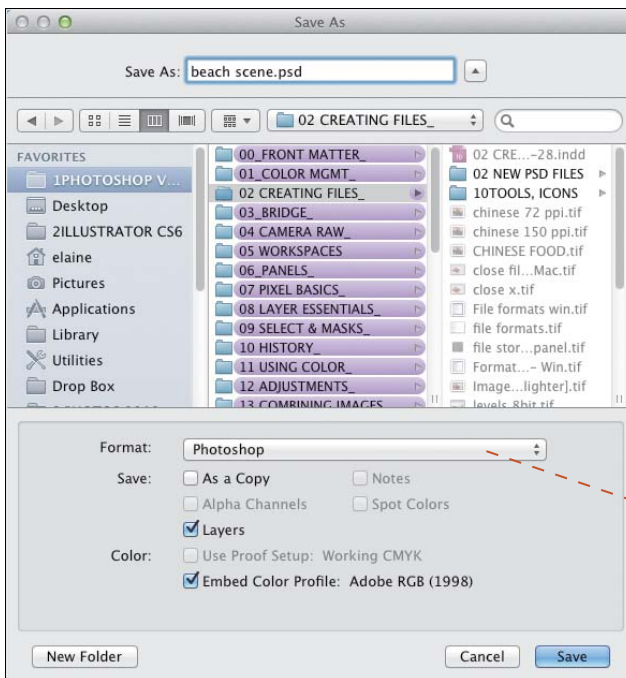 Save As
Save As: beach scene.psd
02 CREATING FILES_
FAVORITES
1PHOTOSHOP V...
Desktop
2ILLUSTRATOR CS6
elaine
Pictures
Applications
Library
Utilities
Drop Box
00_FRONT MATTER_
01_COLOR MGMT_
02 CREATING FILES_
03_BRIDGE_
04 CAMERA RAW_
05 WORKSPACES
06_PANELS_
07 PIXEL BASICS_
08 LAYER ESSENTIALS_
09 SELECT & MASKS_
10 HISTORY_
11 USING COLOR_
12 ADJUSTMENTS_
13 COMBINING IMAGES
02 CRE...-28.indd
02 NEW PSD FILES
10TOOLS, ICONS
chinese 72 ppi.tif
chinese 150 ppi.tif
CHINESE FOOD.tif
close fil...Mac.tif
close x.tif
File formats win.tif
file formats.tif
file stor...panel.tif
Format...- Win.tif
Image...lighter].tif
levels 8bit tif
Format: Photoshop
Save: As a Copy Notes
Alpha Channels Spot Colors
Layers
Color: Use Proof Setup: Working CMYK
Embed Color Profile: Adobe RGB (1998)
New Folder Cancel Save